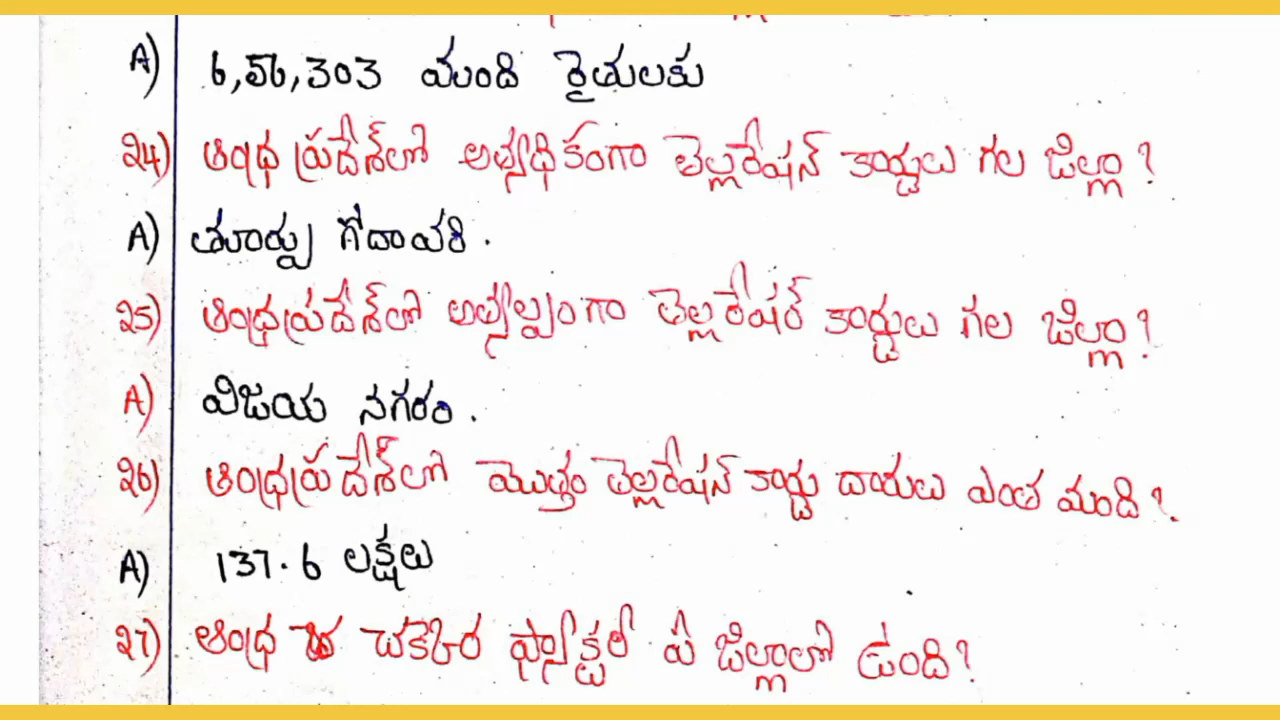 A) 6,56,303 మంది రైతులకు
24) ఆంధ్ర ప్రదేశ్‌లో అత్యధికంగా తెల్లరేషన్ కార్డులు గల జిల్లా?
A) తూర్పు గోదావరి.
25) ఆంధ్రప్రదేశ్‌లో అత్యల్పంగా తెల్లరేషన్ కార్డులు గల జిల్లా?
A) విజయ నగరం.
26) ఆంధ్రప్రదేశ్‌లో మొత్తం తెల్లరేషన్ కార్డు దారులు ఎంత మంది?
A) 137.6 లక్షలు
27) ఆంధ్ర ఫ్యాక్టరీ ఏ జిల్లాలో ఉంది?